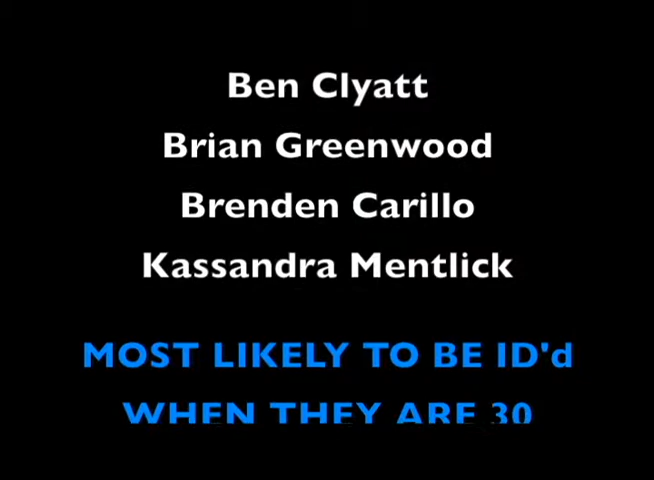 Ben Clyatt
Brian Greenwood
Brenden Carillo
Kassandra Mentlick
MOST LIKELY TO BE ID'd
WHEN THEY ARE 30